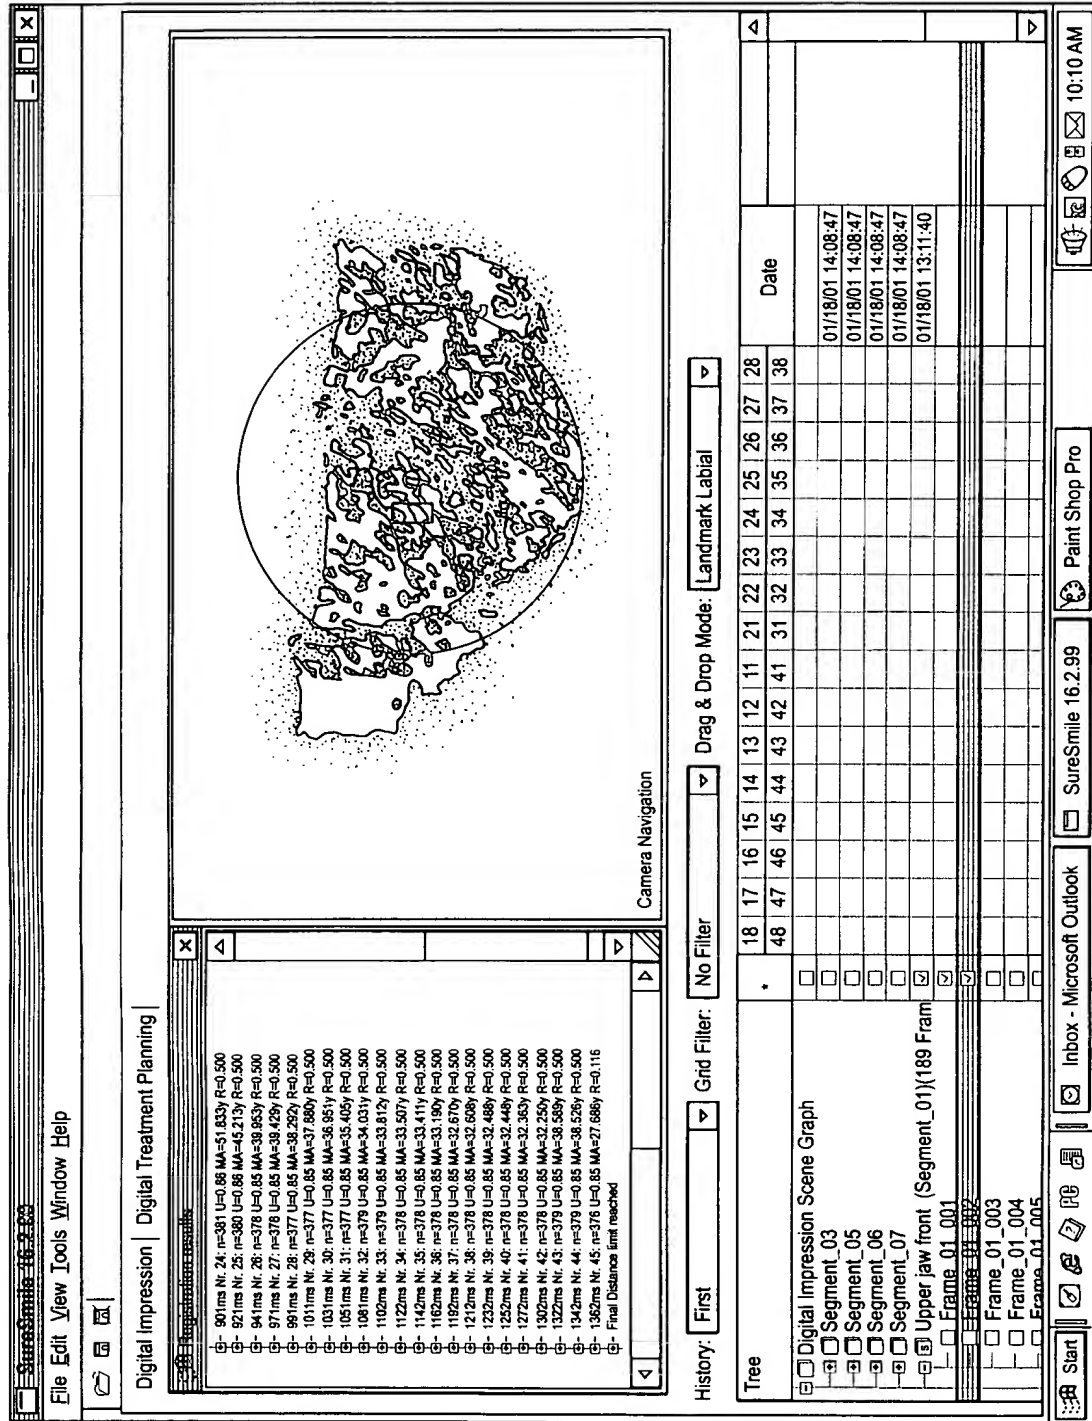 SureSmile 16.2.99
File Edit View Tools Window Help
Digital Impression | Digital Treatment Planning
Registration results
901ms Nr. 24: n=381 U=0.86 MA=51.833y R=0.500
921ms Nr. 25: n=380 U=0.86 MA=45.213y R=0.500
941ms Nr. 26: n=378 U=0.85 MA=39.953y R=0.500
971ms Nr. 27: n=378 U=0.85 MA=39.429y R=0.500
991ms Nr. 28: n=377 U=0.85 MA=38.292y R=0.500
1011ms Nr. 29: n=377 U=0.85 MA=37.880y R=0.500
1031ms Nr. 30: n=377 U=0.85 MA=36.951y R=0.500
1051ms Nr. 31: n=377 U=0.85 MA=35.405y R=0.500
1081ms Nr. 32: n=379 U=0.85 MA=34.031y R=0.500
1102ms Nr. 33: n=379 U=0.85 MA=33.812y R=0.500
1122ms Nr. 34: n=378 U=0.85 MA=33.507y R=0.500
1142ms Nr. 35: n=378 U=0.85 MA=33.411y R=0.500
1162ms Nr. 36: n=378 U=0.85 MA=33.190y R=0.500
1192ms Nr. 37: n=378 U=0.85 MA=32.670y R=0.500
1212ms Nr. 38: n=378 U=0.85 MA=32.608y R=0.500
1232ms Nr. 39: n=378 U=0.85 MA=32.488y R=0.500
1252ms Nr. 40: n=378 U=0.85 MA=32.448y R=0.500
1272ms Nr. 41: n=378 U=0.85 MA=32.363y R=0.500
1302ms Nr. 42: n=378 U=0.85 MA=32.250y R=0.500
1322ms Nr. 43: n=379 U=0.85 MA=38.589y R=0.500
1342ms Nr. 44: n=379 U=0.85 MA=38.526y R=0.500
1362ms Nr. 45: n=376 U=0.85 MA=27.686y R=0.116
Final Distance limit reached
Camera Navigation
History: First Grid Filter: No Filter Drag & Drop Mode: Landmark Labial
Tree * 18 17 16 15 14 13 12 11 21 22 23 24 25 26 27 28 Date
48 47 46 45 44 43 42 41 31 32 33 34 35 36 37 38
Digital Impression Scene Graph
Segment_03 01/18/01 14:08:47
Segment_05 01/18/01 14:08:47
Segment_06 01/18/01 14:08:47
Segment_07 01/18/01 14:08:47
Upper jaw front (Segment_01)(189 Fram 01/18/01 13:11:40
Frame_01_001
Frame_01_002
Frame_01_003
Frame_01_004
Frame_01_005
Start Inbox - Microsoft Outlook SureSmile 16.2.99 Paint Shop Pro 10:10 AM